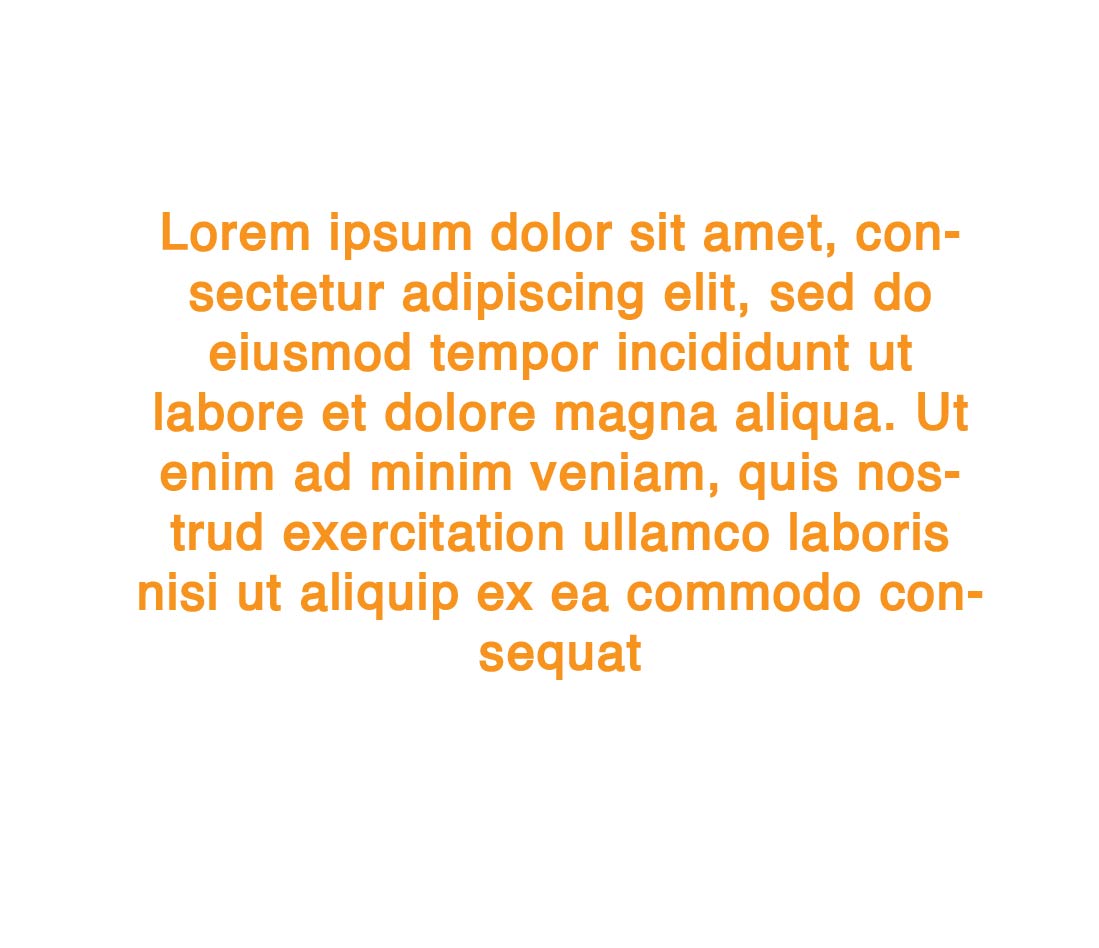 Lorem ipsum dolor sit amet, con-
sectetur adipiscing elit, sed do
eiusmod tempor incididunt ut
labore et dolore magna aliqua. Ut
enim ad minim veniam, quis nos-
trud exercitation ullamco laboris
nisi ut aliquip ex ea commodo con-
sequat